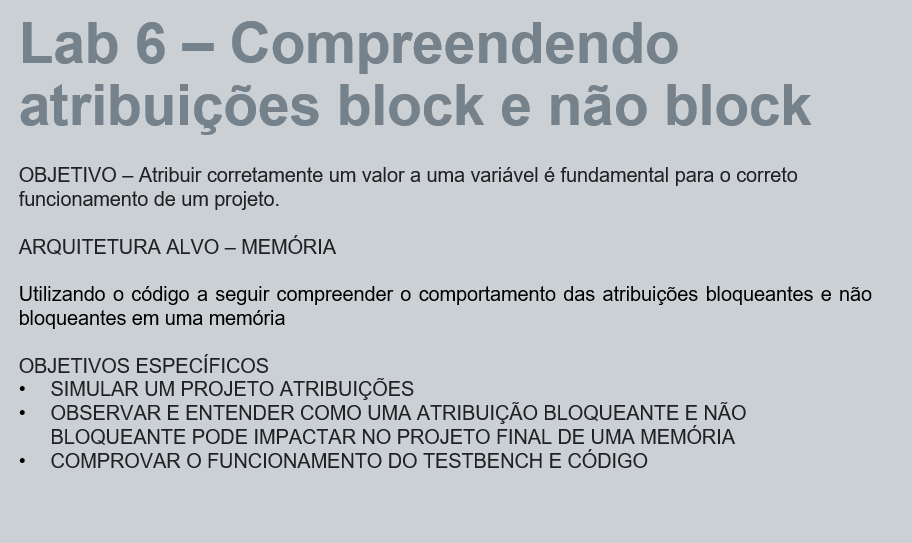 Lab 6 – Compreendendo
atribuições block e não block
OBJETIVO – Atribuir corretamente um valor a uma variável é fundamental para o correto
funcionamento de um projeto.
ARQUITETURA ALVO – MEMÓRIA
Utilizando o código a seguir compreender o comportamento das atribuições bloqueantes e não
bloqueantes em uma memória
OBJETIVOS ESPECÍFICOS
• SIMULAR UM PROJETO ATRIBUIÇÕES
• OBSERVAR E ENTENDER COMO UMA ATRIBUIÇÃO BLOQUEANTE E NÃO
BLOQUEANTE PODE IMPACTAR NO PROJETO FINAL DE UMA MEMÓRIA
• COMPROVAR O FUNCIONAMENTO DO TESTBENCH E CÓDIGO